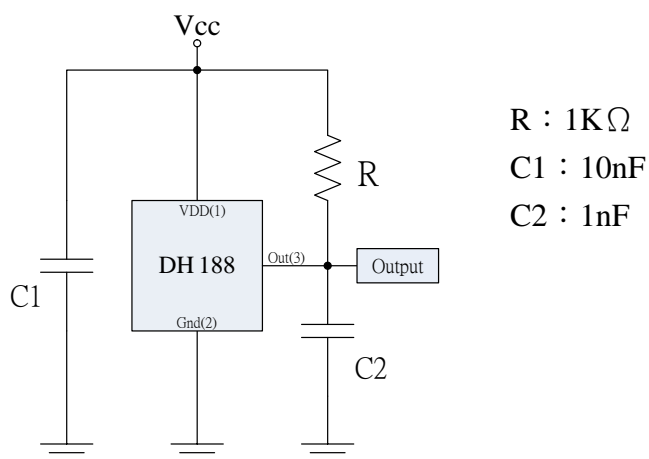 Vcc
R：1KΩ
C1：10nF
C2：1nF
R
VDD(1)
DH 188
Out(3)
Output
C1
Gnd(2)
C2